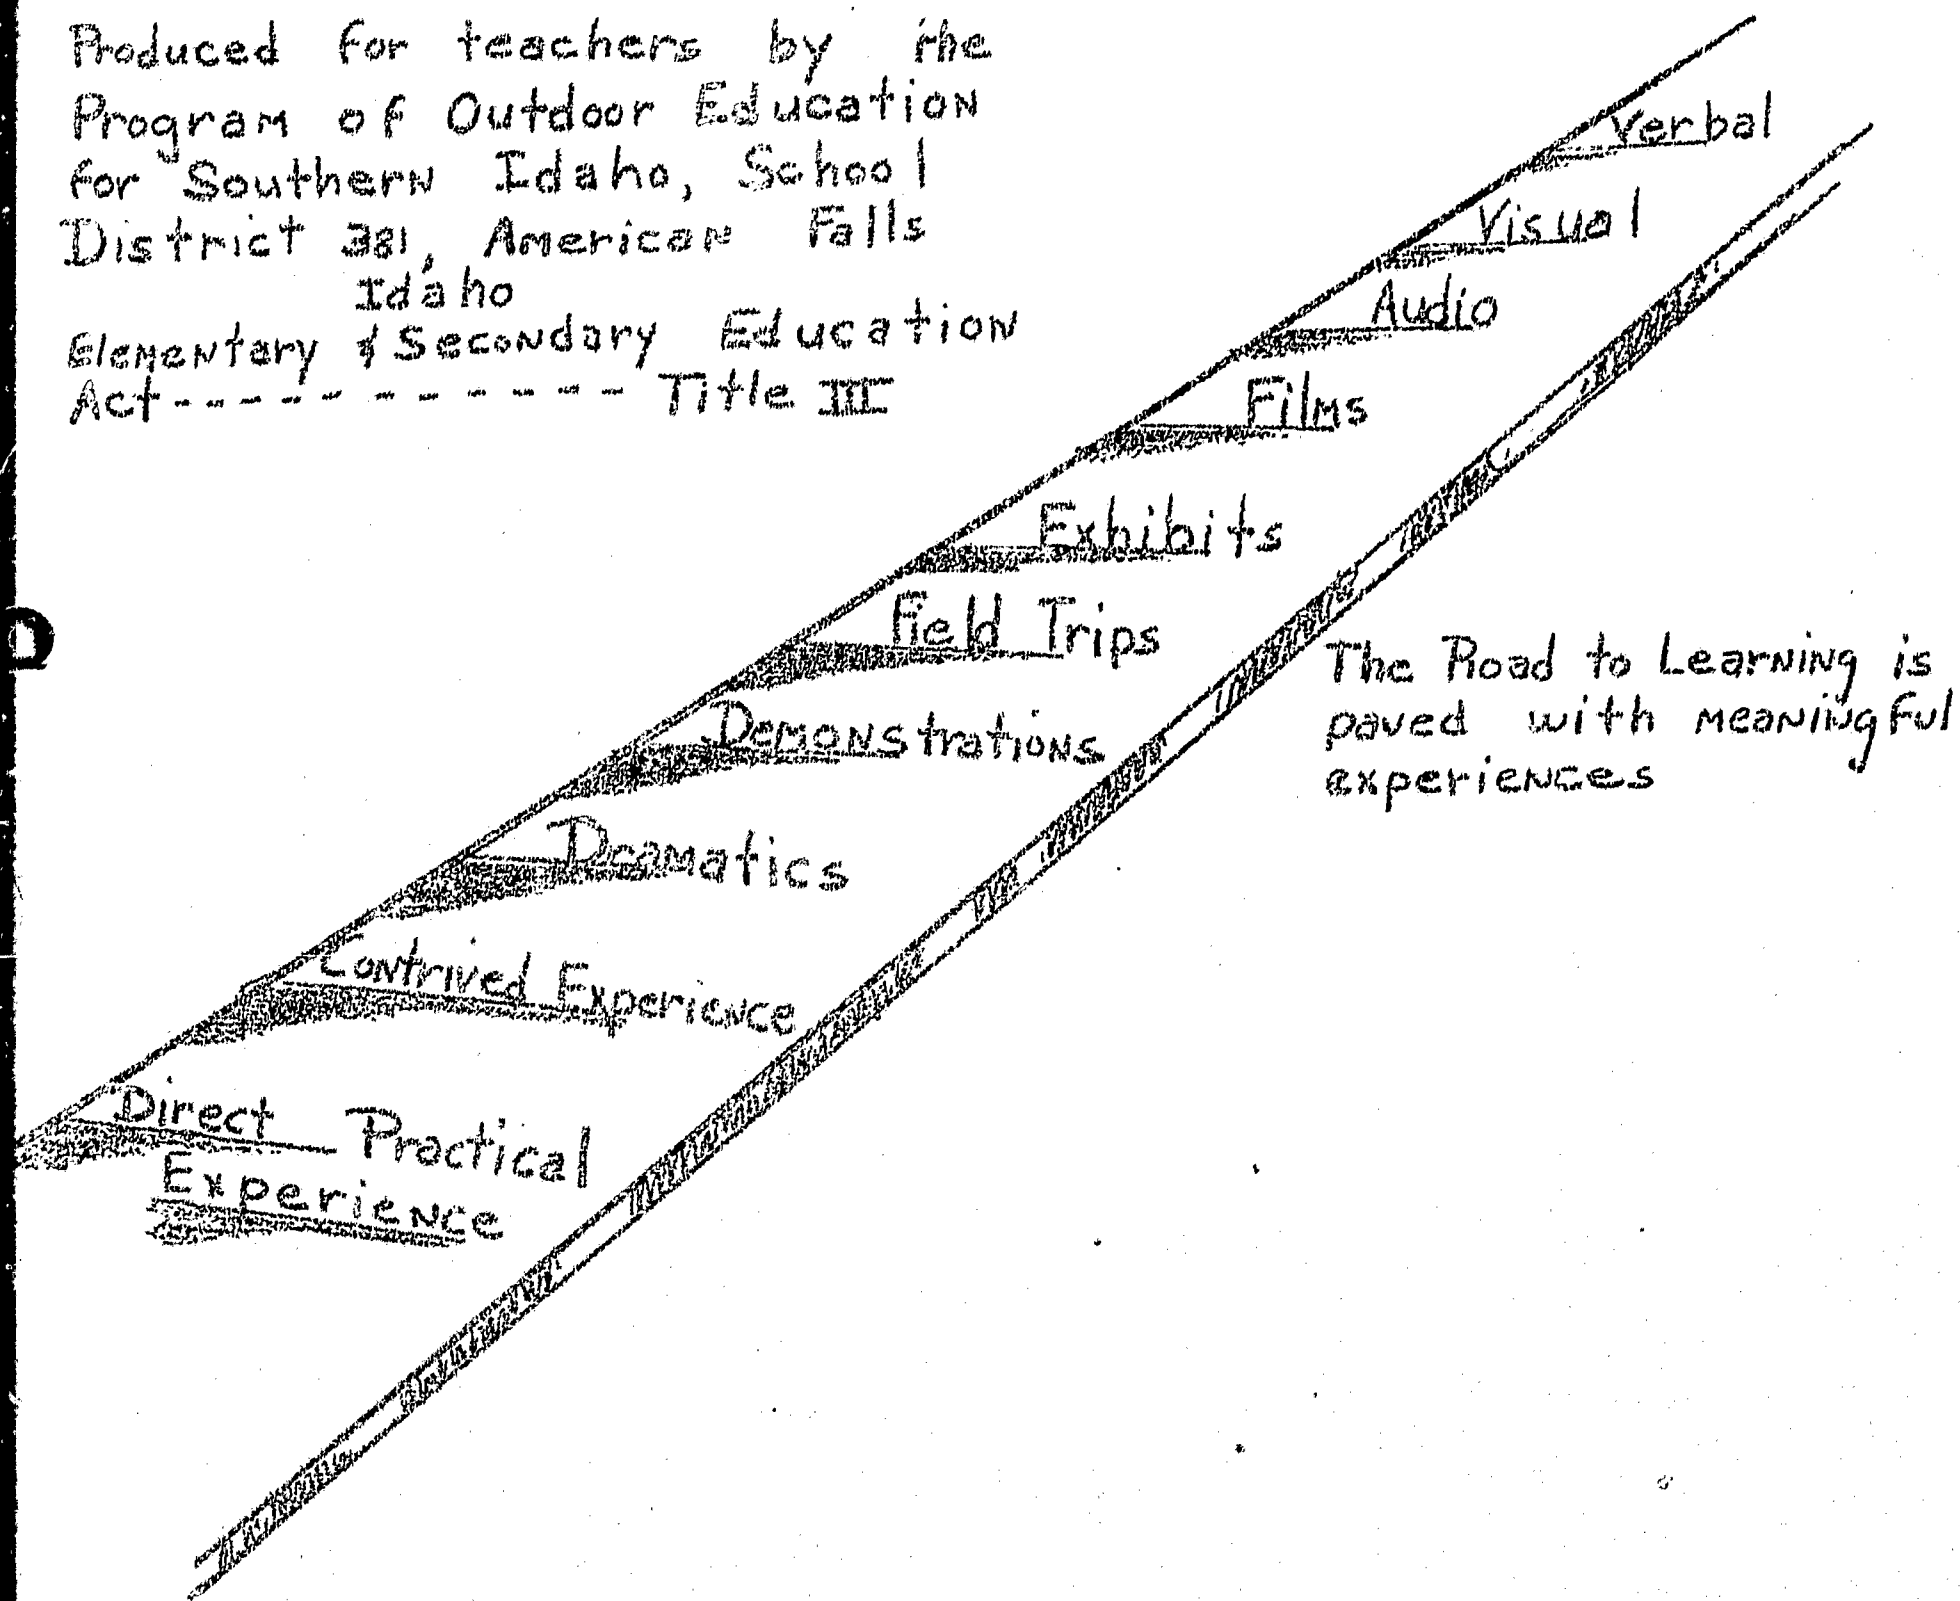 Produced for teachers by the
Program of Outdoor Education
for Southern Idaho, School
District 381, American Falls
Idaho
Elementary & Secondary Education
Act------------Title III
Verbal
Visual
Audio
Films
Exhibits
Field Trips
Demonstrations
Dramatics
Contrived Experience
Direct Practical
Experience
The Road to Learning is
paved with meaningful
experiences